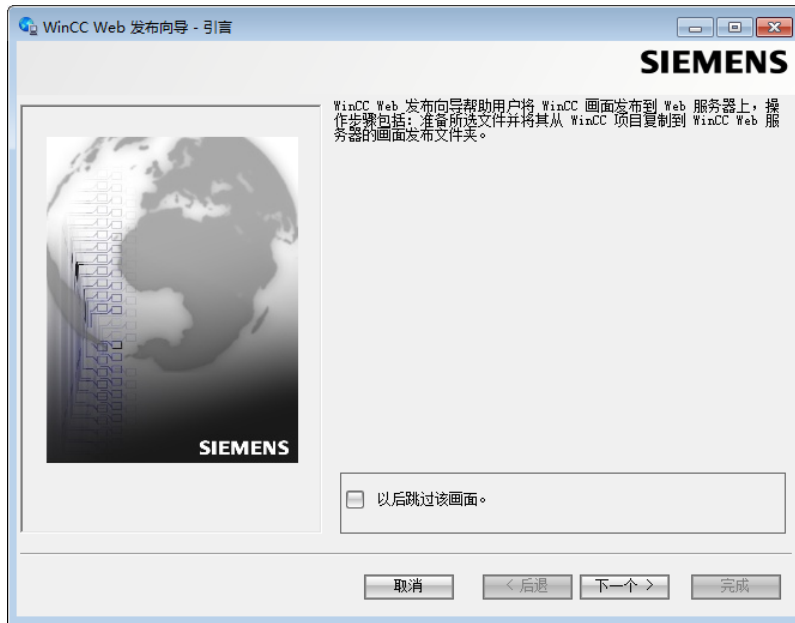 WinCC Web 发布向导 - 引言
SIEMENS
WinCC Web 发布向导帮助用户将 WinCC 画面发布到 Web 服务器上，操
作步骤包括：准备所选文件并将其从 WinCC 项目复制到 WinCC Web 服
务器的画面发布文件夹。
SIEMENS
以后跳过该画面。
取消
< 后退
下一个 >
完成